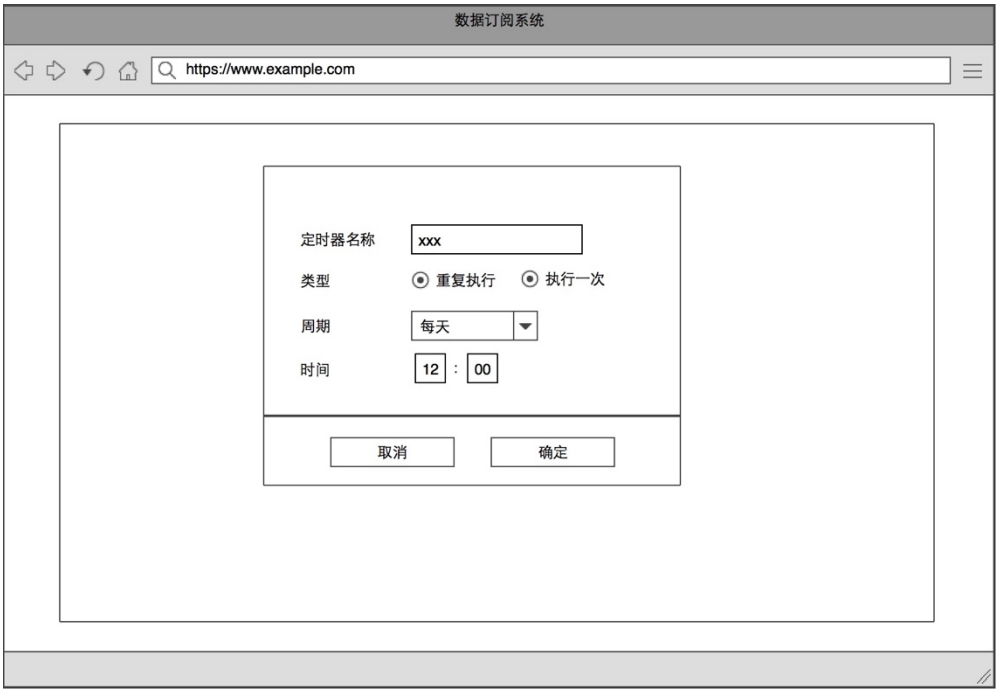 数据订阅系统
https://www.example.com
定时器名称 xxx
类型 重复执行 执行一次
周期 每天
时间 12 : 00
取消 确定